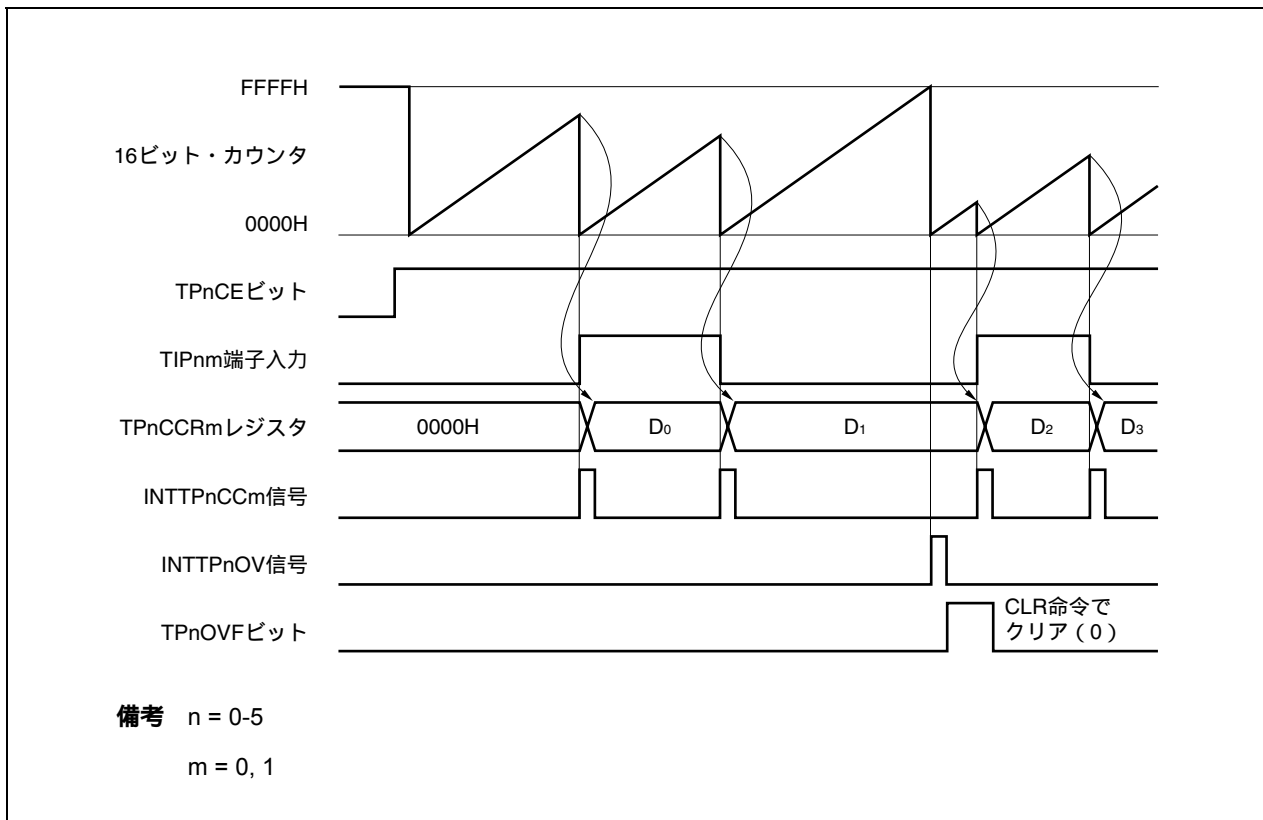 FFFFH
16ビット・カウンタ
0000H
TPnCEビット
TIPnm端子入力
TPnCCRmレジスタ
0000H
D0
D1
D2
D3
INTTPnCCm信号
INTTPnOV信号
TPnOVFビット
CLR命令で
クリア（0）
備考 n = 0-5
m = 0, 1